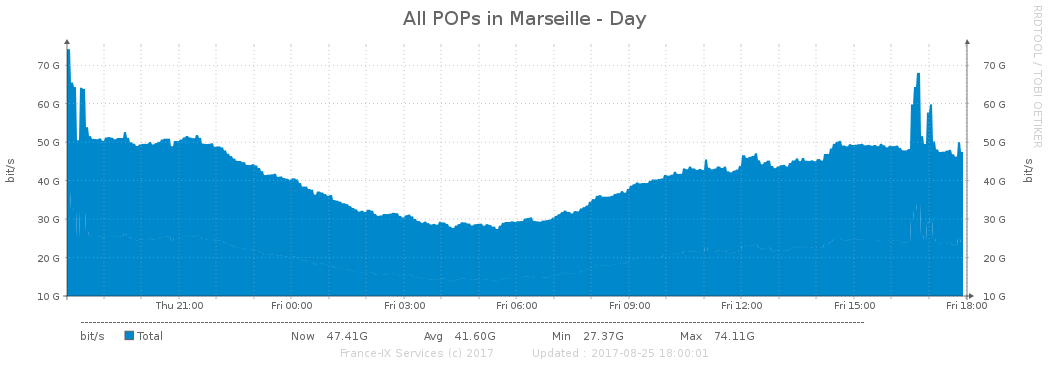 All POPs in Marseille - Day
RRDTOOL / TOBI OETIKER
bit/s
bit/s
70 G 70 G
60 G 60 G
50 G 50 G
40 G 40 G
30 G 30 G
20 G 20 G
10 G 10 G
Thu 21:00 Fri 00:00 Fri 03:00 Fri 06:00 Fri 09:00 Fri 12:00 Fri 15:00 Fri 18:00
bit/s Total Now 47.41G Avg 41.60G Min 27.37G Max 74.11G
France-IX Services (c) 2017 Updated : 2017-08-25 18:00:01